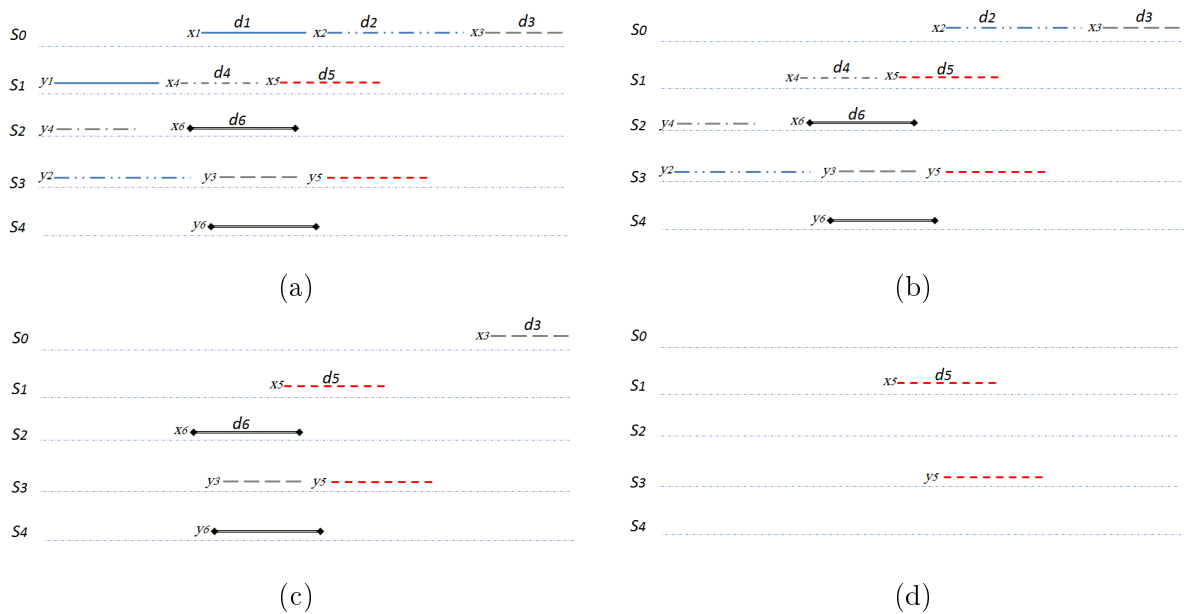 d1 d2 d3
S0 x1 x2 x3
d4 d5
S1 y1 x4 x5
d6
S2 y4 x6
S3 y2 y3 y5
S4 y6
(a)
d2 d3
S0 x2 x3
d4 d5
S1 x4 x5
d6
S2 y4 x6
S3 y2 y3 y5
S4 y6
(b)
d3
S0 x3
d5
S1 x5
d6
S2 x6
S3 y3 y5
S4 y6
(c)
S0
d5
S1 x5
S2
S3 y5
S4
(d)